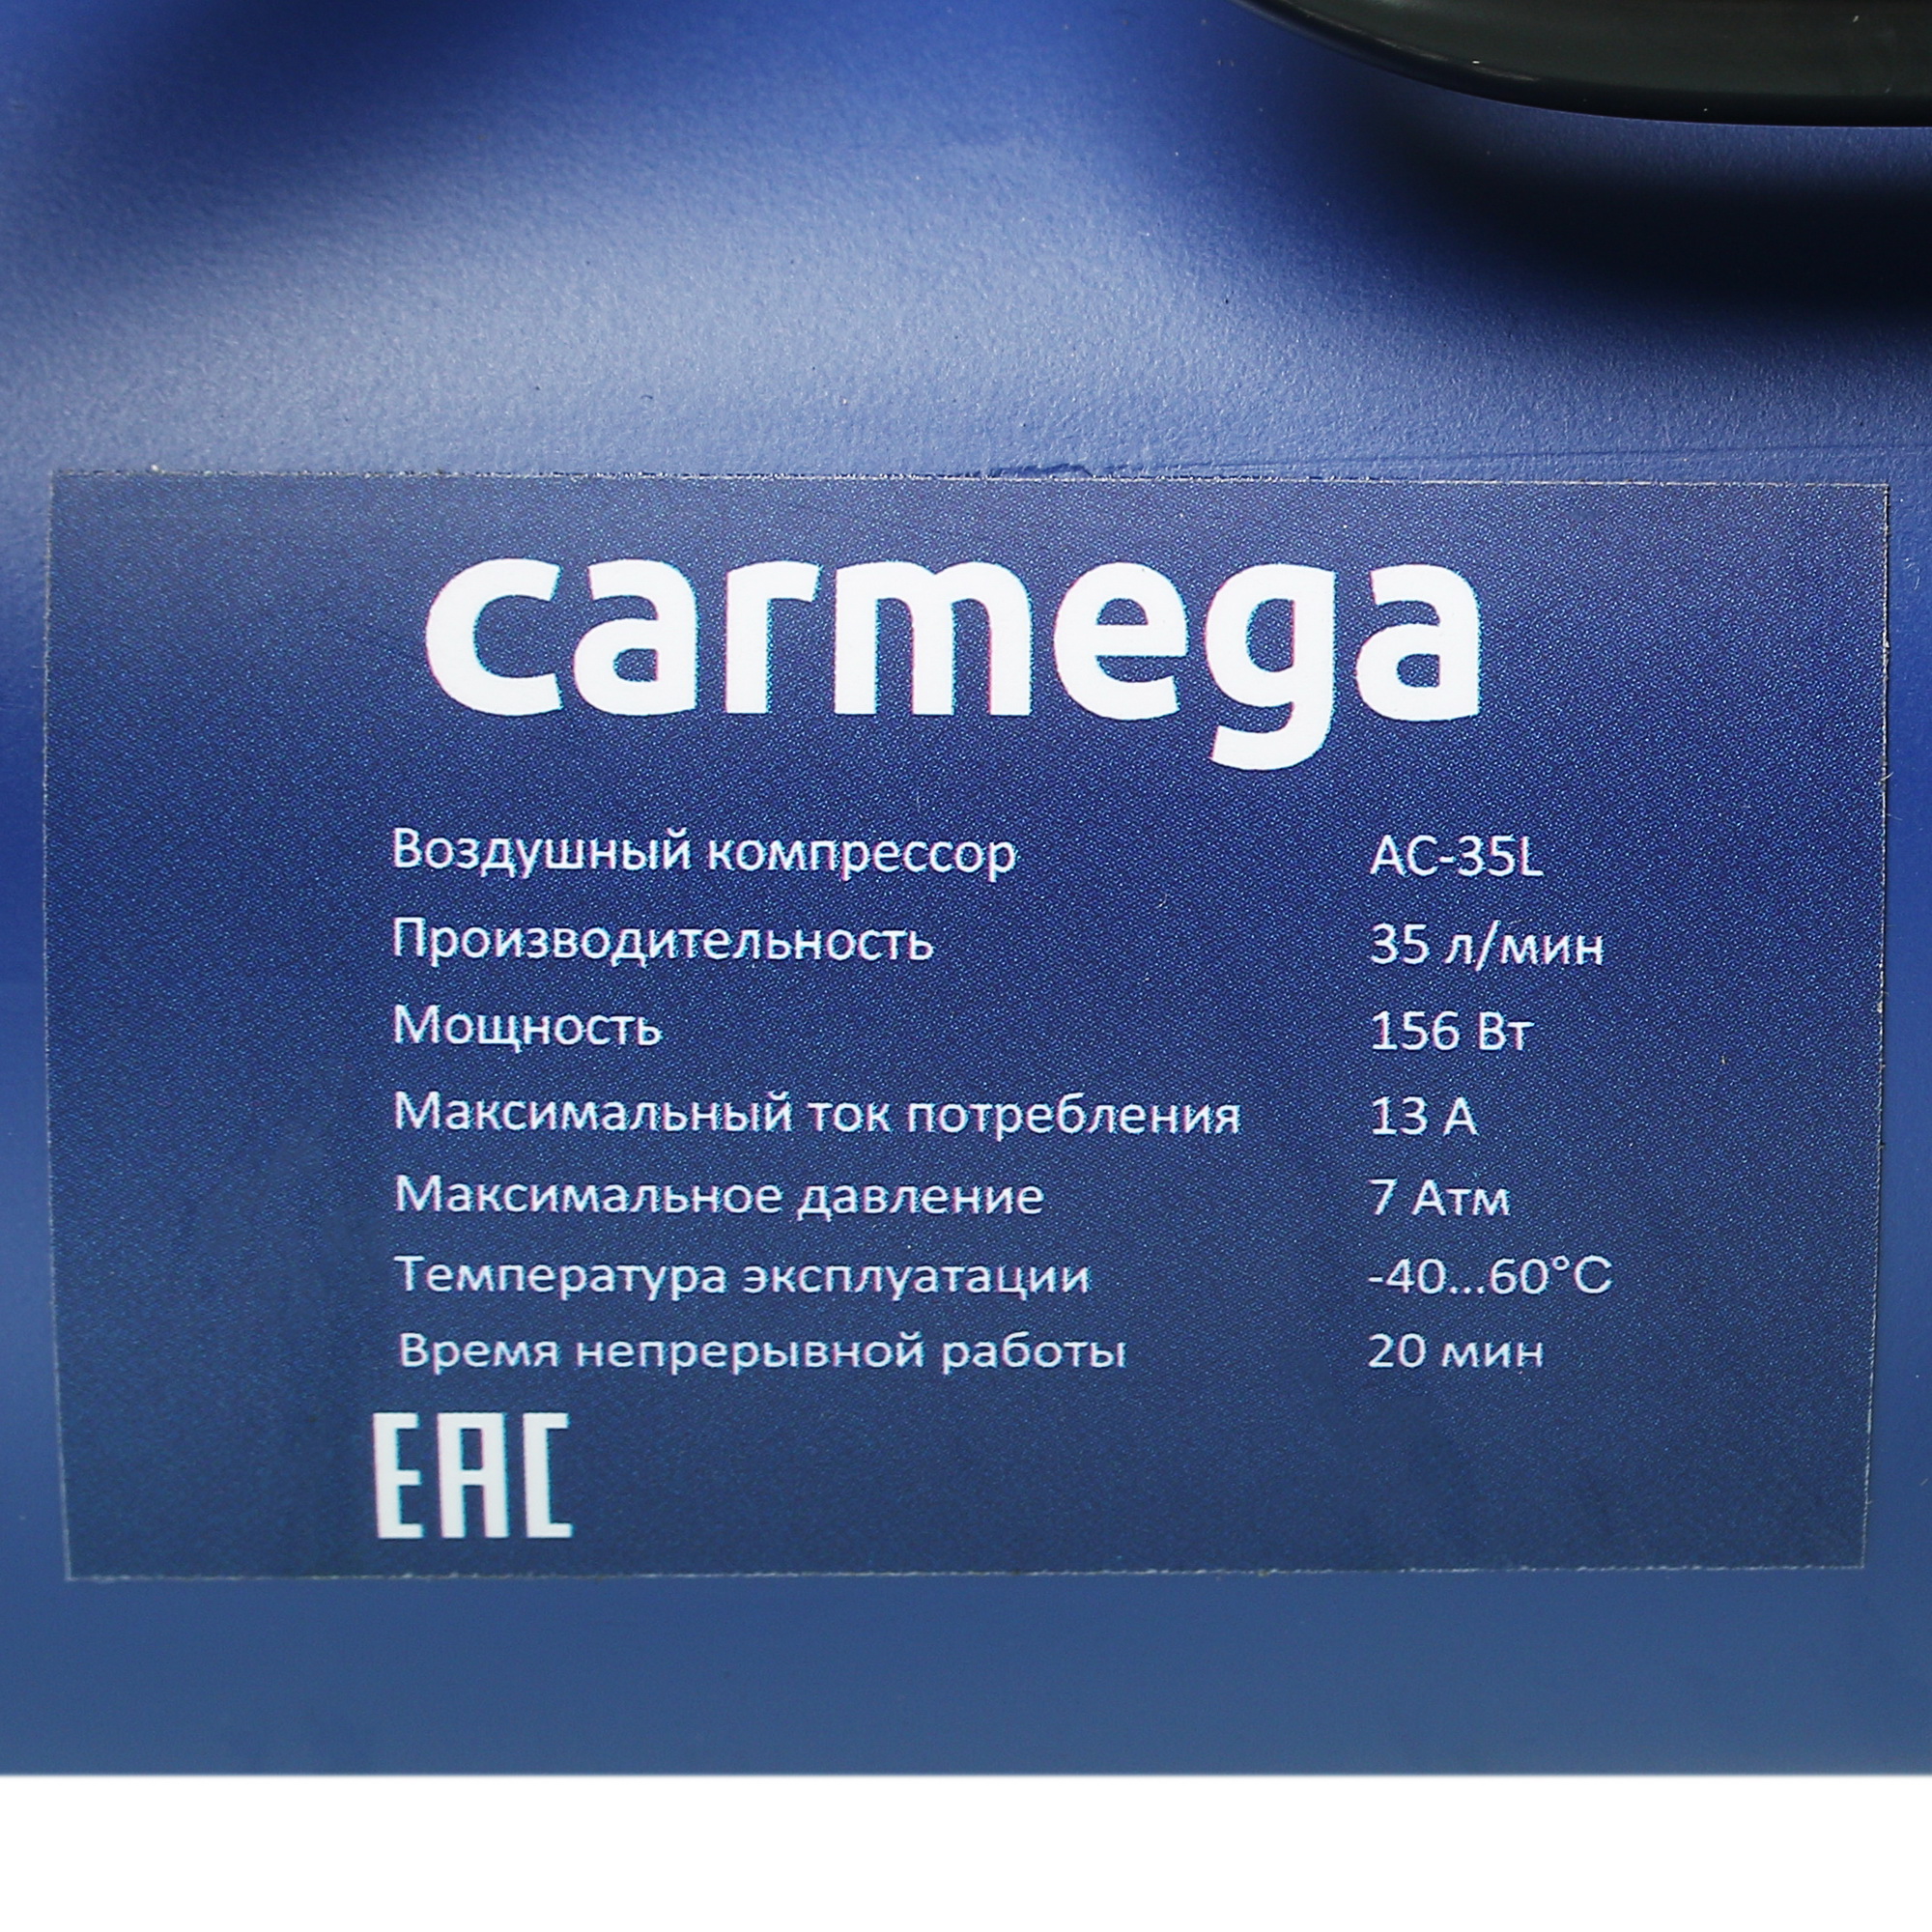 carmega
Воздушный компрессор AC-35L
Производительность 35 л/мин
Мощность 156 Вт
Максимальный ток потребления 13 А
Максимальное давление 7 Атм
Температура эксплуатации -40...60°С
Время непрерывной работы 20 мин
EAC